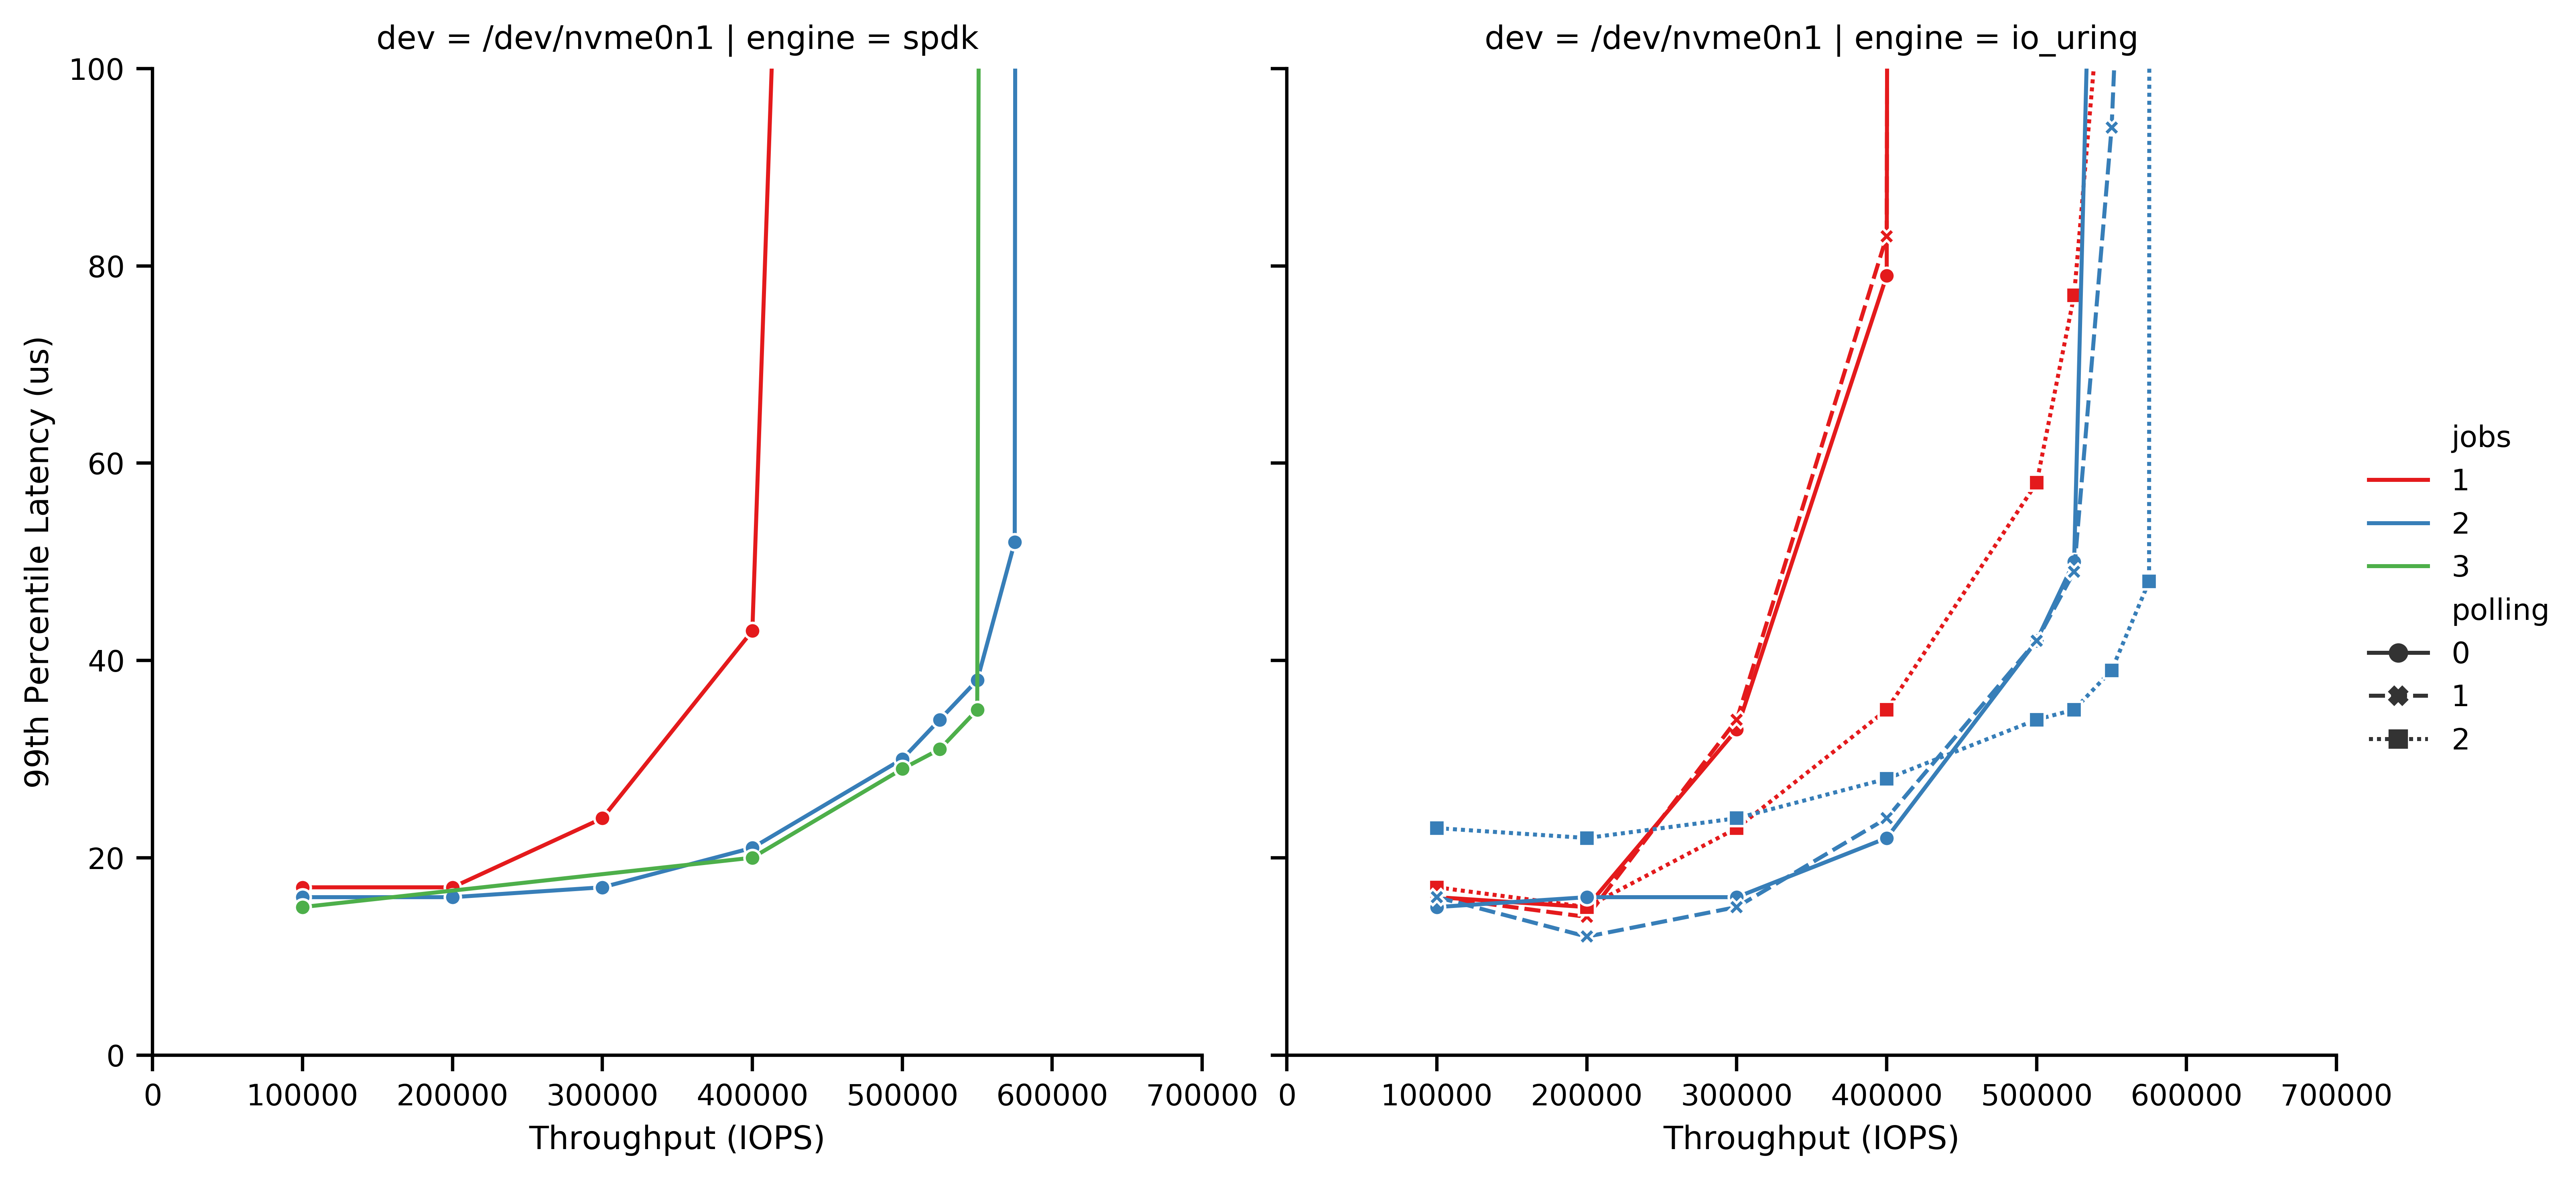 dev = /dev/nvme0n1 | engine = spdk
dev = /dev/nvme0n1 | engine = io_uring
99th Percentile Latency (us)
100
80
60
40
20
0
0 100000 200000 300000 400000 500000 600000 700000
0 100000 200000 300000 400000 500000 600000 700000
Throughput (IOPS)
Throughput (IOPS)
jobs
1
2
3
polling
0
1
2